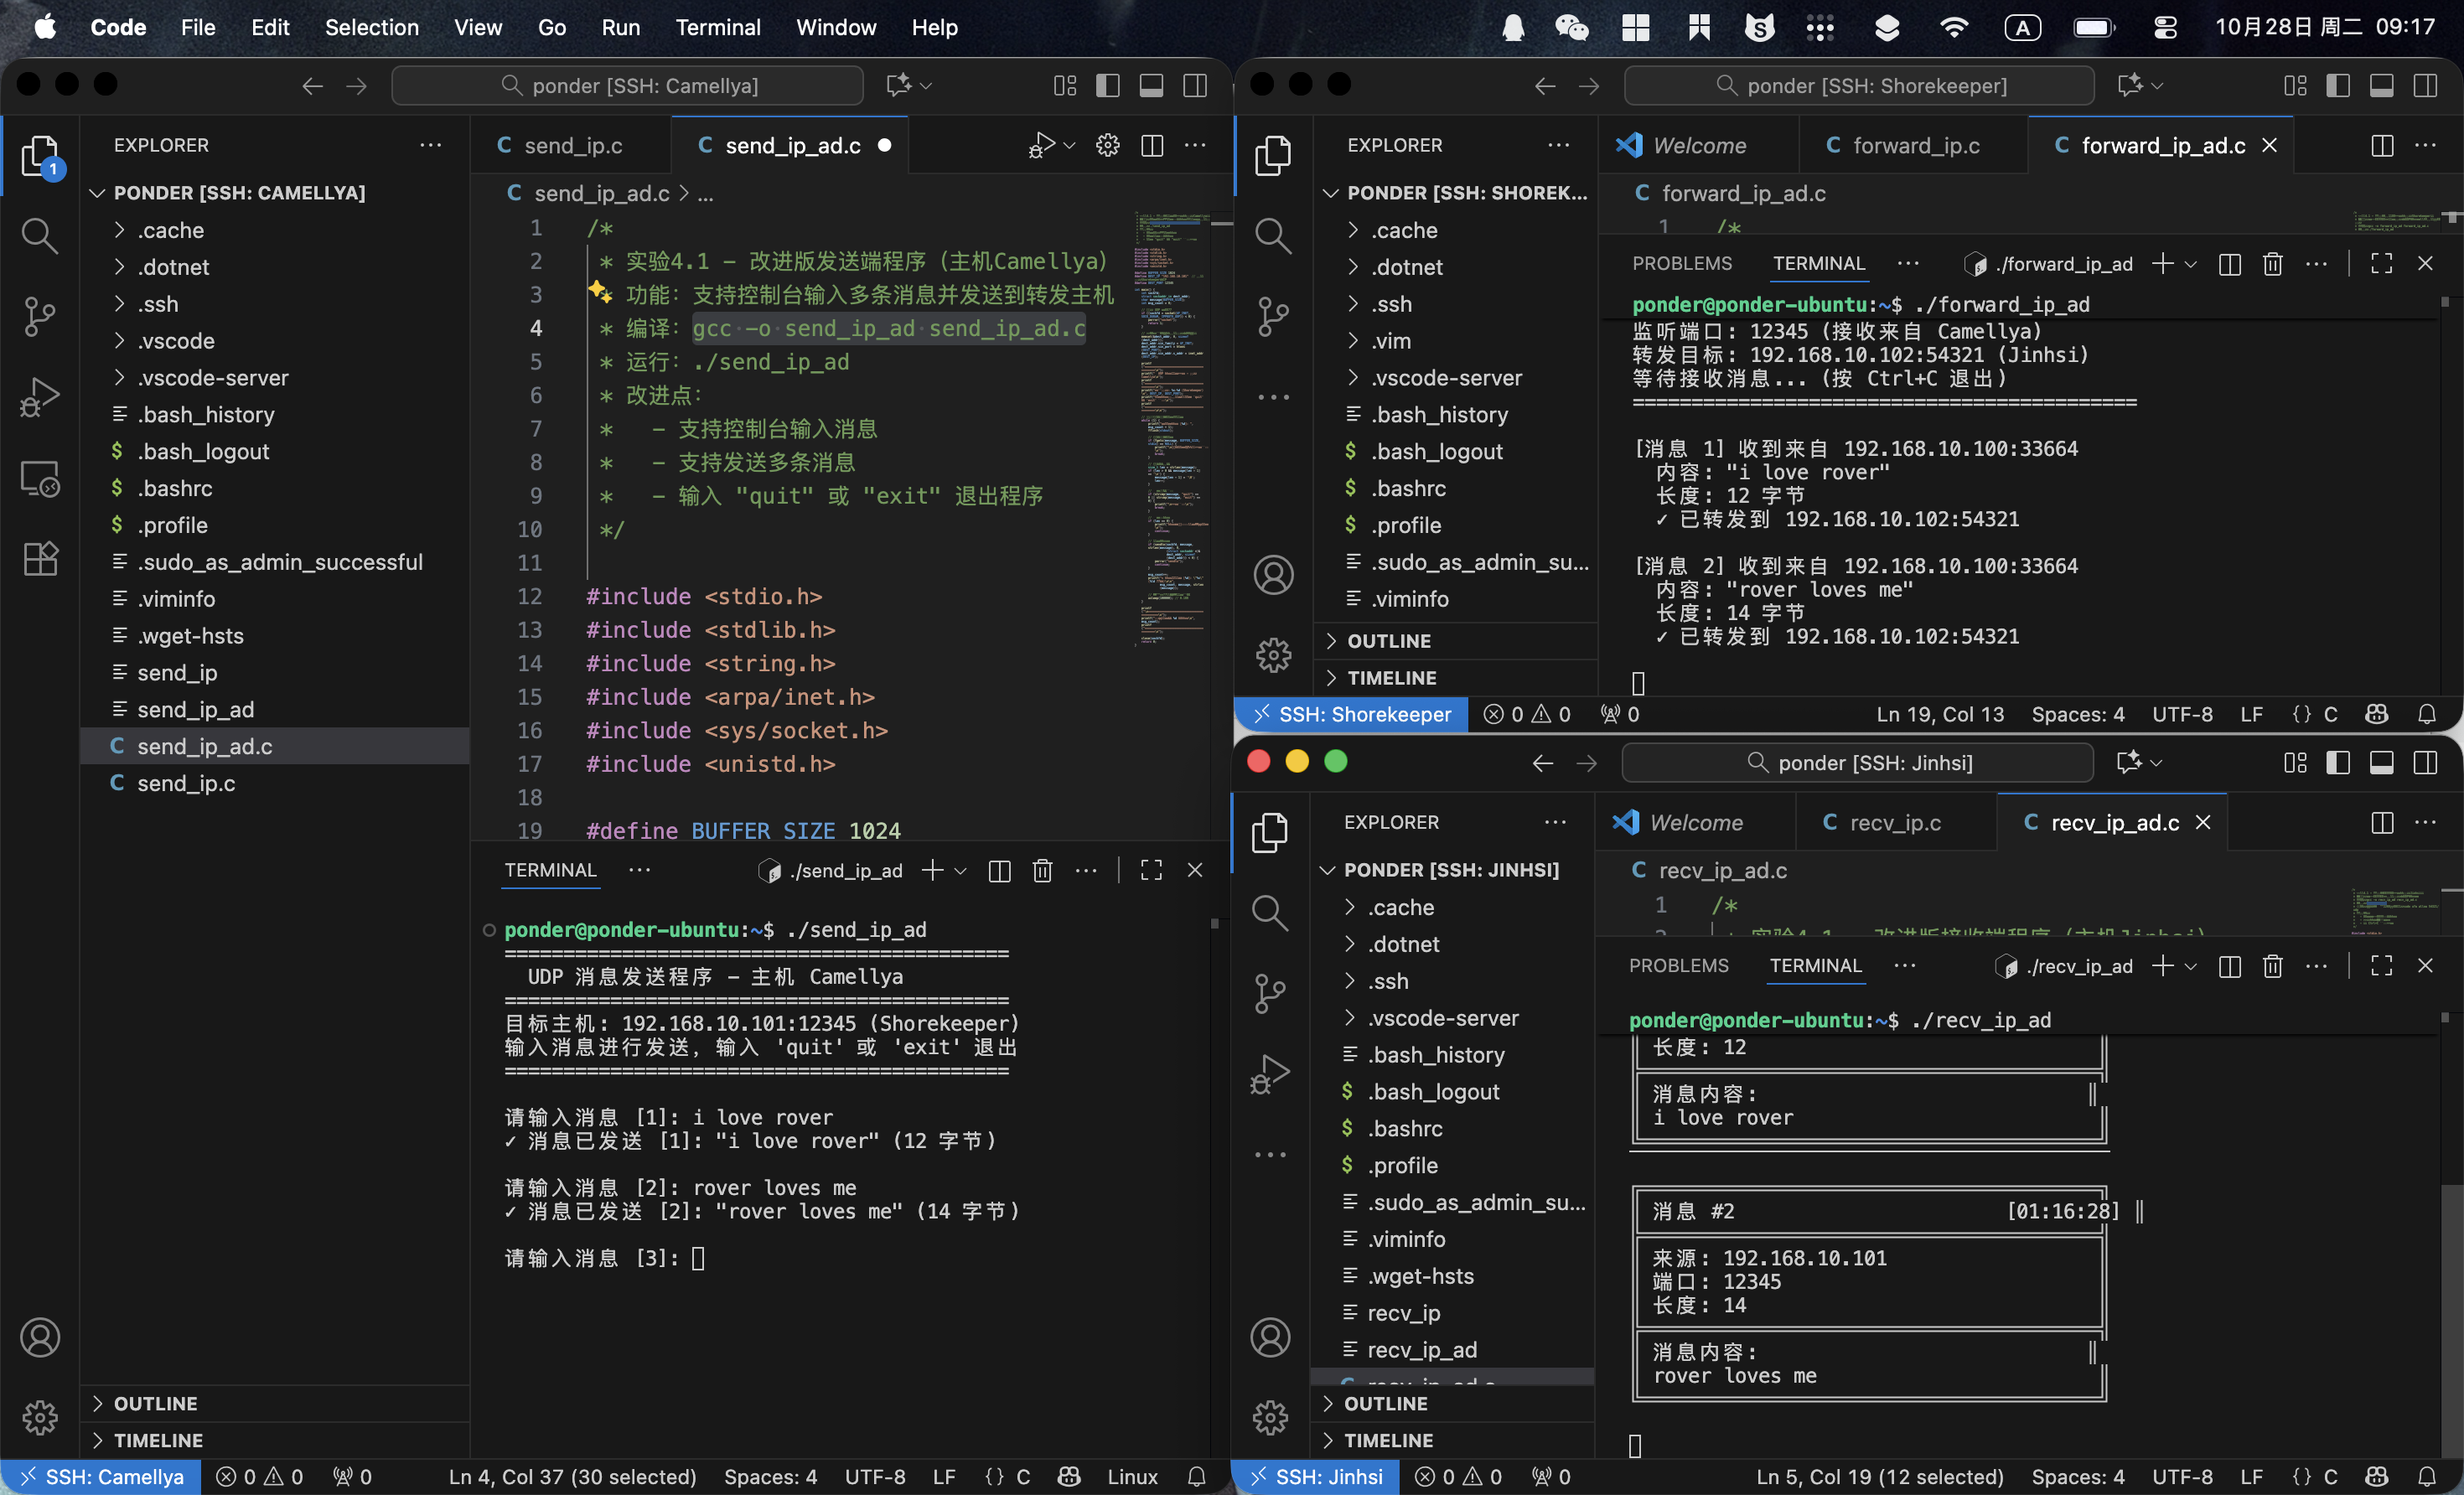 Code File Edit Selection View Go Run Terminal Window Help
A
10月28日 周二 09:17
ponder [SSH: Camellya]
EXPLORER
1
PONDER [SSH: CAMELLYA]
.cache
.dotnet
.ssh
.vscode
.vscode-server
.bash_history
$ .bash_logout
$ .bashrc
$ .profile
.sudo_as_admin_successful
.viminfo
.wget-hsts
send_ip
send_ip_ad
C send_ip_ad.c
C send_ip.c
OUTLINE
TIMELINE
C send_ip.c
C send_ip_ad.c
C send_ip_ad.c > ...
1 /*
2 * 实验4.1 - 改进版发送端程序（主机Camellya）
3 * 功能：支持控制台输入多条消息并发送到转发主机
4 * 编译：gcc -o send_ip_ad send_ip_ad.c
5 * 运行：./send_ip_ad
6 * 改进点：
7 * - 支持控制台输入消息
8 * - 支持发送多条消息
9 * - 输入 "quit" 或 "exit" 退出程序
10 */
11
12 #include <stdio.h>
13 #include <stdlib.h>
14 #include <string.h>
15 #include <arpa/inet.h>
16 #include <sys/socket.h>
17 #include <unistd.h>
18
19 #define BUFFER_SIZE 1024
TERMINAL
./send_ip_ad
ponder@ponder-ubuntu:~$ ./send_ip_ad
===========================================
UDP 消息发送程序 - 主机 Camellya
===========================================
目标主机: 192.168.10.101:12345 (Shorekeeper)
输入消息进行发送, 输入 'quit' 或 'exit' 退出
===========================================
请输入消息 [1]: i love rover
✓ 消息已发送 [1]: "i love rover" (12 字节)
请输入消息 [2]: rover loves me
✓ 消息已发送 [2]: "rover loves me" (14 字节)
请输入消息 [3]:
SSH: Camellya 0 0 0 Ln 4, Col 37 (30 selected) Spaces: 4 UTF-8 LF {} C Linux
ponder [SSH: Shorekeeper]
EXPLORER
PONDER [SSH: SHOREK...
.cache
.dotnet
.ssh
.vim
.vscode-server
.bash_history
$ .bash_logout
$ .bashrc
$ .profile
.sudo_as_admin_su...
.viminfo
OUTLINE
TIMELINE
Welcome
C forward_ip.c
C forward_ip_ad.c
C forward_ip_ad.c
1 /*
PROBLEMS TERMINAL
./forward_ip_ad
ponder@ponder-ubuntu:~$ ./forward_ip_ad
监听端口: 12345 (接收来自 Camellya)
转发目标: 192.168.10.102:54321 (Jinhsi)
等待接收消息... (按 Ctrl+C 退出)
===========================================
[消息 1] 收到来自 192.168.10.100:33664
内容: "i love rover"
长度: 12 字节
✓ 已转发到 192.168.10.102:54321
[消息 2] 收到来自 192.168.10.100:33664
内容: "rover loves me"
长度: 14 字节
✓ 已转发到 192.168.10.102:54321
SSH: Shorekeeper 0 0 0 Ln 19, Col 13 Spaces: 4 UTF-8 LF {} C
ponder [SSH: Jinhsi]
EXPLORER
PONDER [SSH: JINHSI]
.cache
.dotnet
.ssh
.vscode-server
.bash_history
$ .bash_logout
$ .bashrc
$ .profile
.sudo_as_admin_su...
.viminfo
.wget-hsts
recv_ip
recv_ip_ad
C recv_ip_ad.c
OUTLINE
TIMELINE
Welcome
C recv_ip.c
C recv_ip_ad.c
C recv_ip_ad.c
1 /*
2 * 实验4.1 - 改进版接收端程序（主机Jinhsi）
PROBLEMS TERMINAL
./recv_ip_ad
ponder@ponder-ubuntu:~$ ./recv_ip_ad
长度: 12
消息内容:
i love rover
消息 #2 [01:16:28]
来源: 192.168.10.101
端口: 12345
长度: 14
消息内容:
rover loves me
SSH: Jinhsi 0 0 0 Ln 5, Col 19 (12 selected) Spaces: 4 UTF-8 LF {} C